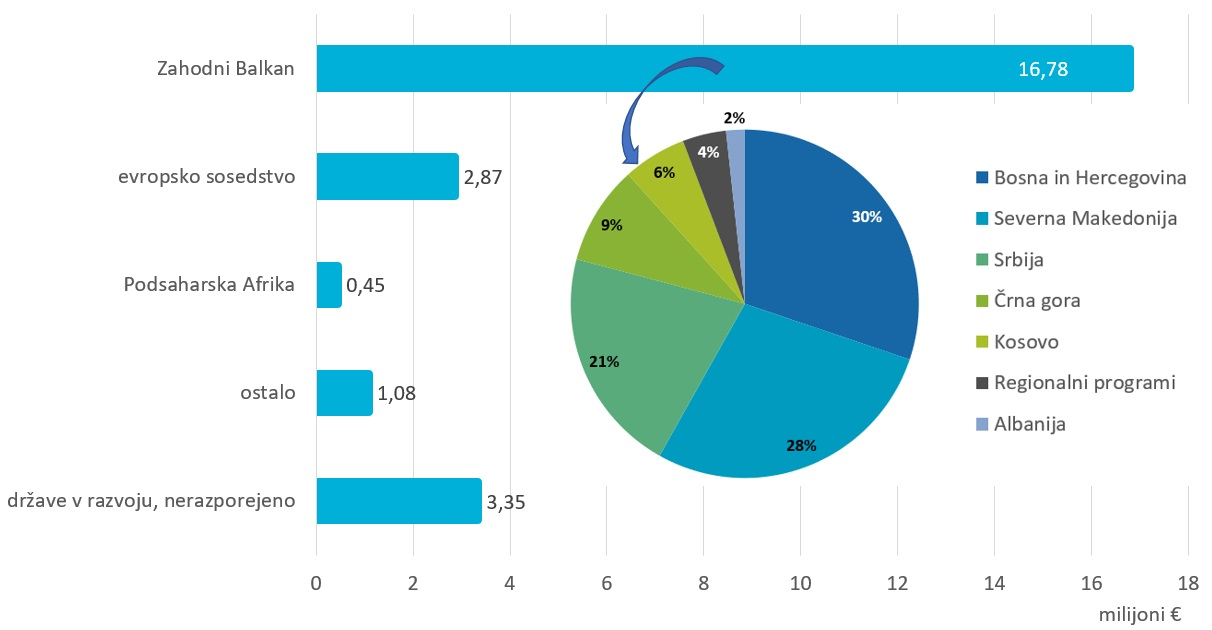 Zahodni Balkan
16,78
evropsko sosedstvo
2,87
Podsaharska Afrika
0,45
ostalo
1,08
države v razvoju, nerazporejeno
3,35
0 2 4 6 8 10 12 14 16 18
milijoni €
2%
4%
6%
9%
30%
21%
28%
Bosna in Hercegovina
Severna Makedonija
Srbija
Črna gora
Kosovo
Regionalni programi
Albanija